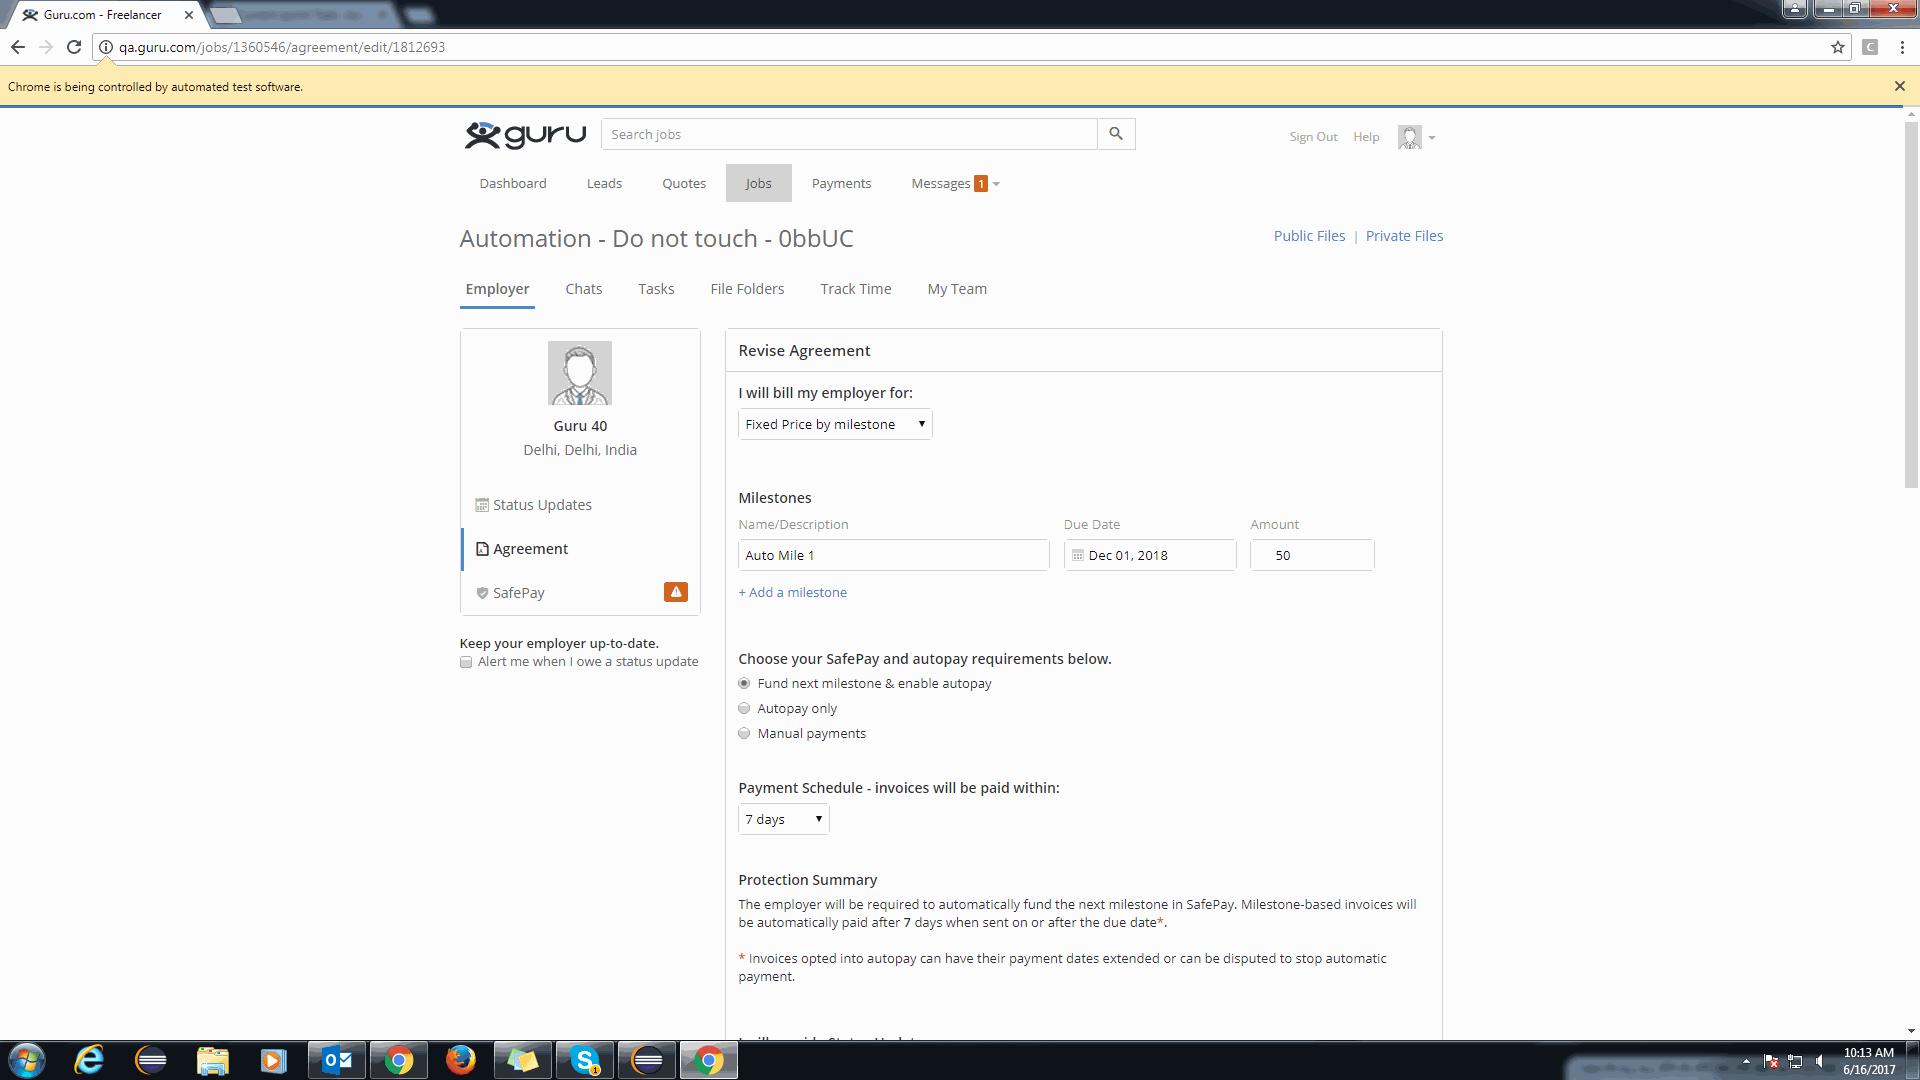 Guru.com - Freelancer
qa.guru.com/jobs/1360546/agreement/edit/1812693
C
Chrome is being controlled by automated test software.
guru
Search jobs
Sign Out Help
Dashboard Leads Quotes Jobs Payments Messages 1
Automation - Do not touch - 0bbUC
Public Files | Private Files
Employer Chats Tasks File Folders Track Time My Team
Guru 40
Delhi, Delhi, India
Status Updates
Agreement
SafePay
Keep your employer up-to-date.
Alert me when I owe a status update
Revise Agreement
I will bill my employer for:
Fixed Price by milestone
Milestones
Name/Description Due Date Amount
Auto Mile 1 Dec 01, 2018 50
+ Add a milestone
Choose your SafePay and autopay requirements below.
Fund next milestone & enable autopay
Autopay only
Manual payments
Payment Schedule - invoices will be paid within:
7 days
Protection Summary
The employer will be required to automatically fund the next milestone in SafePay. Milestone-based invoices will
be automatically paid after 7 days when sent on or after the due date*.
* Invoices opted into autopay can have their payment dates extended or can be disputed to stop automatic
payment.
10:13 AM
6/16/2017